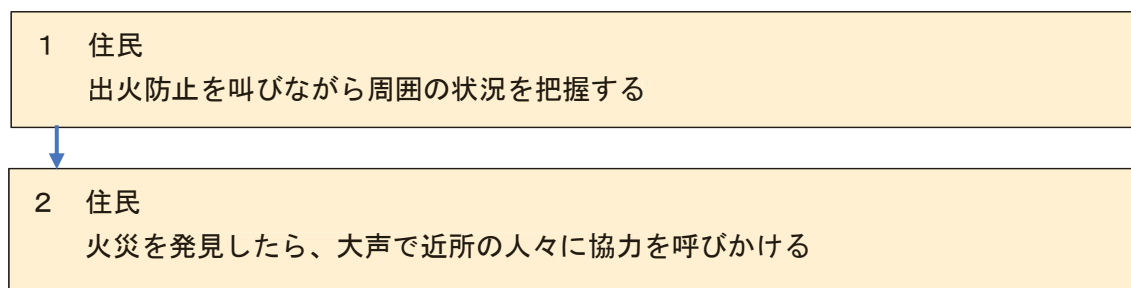 １　住民
出火防止を叫びながら周囲の状況を把握する
２　住民
火災を発見したら、大声で近所の人々に協力を呼びかける